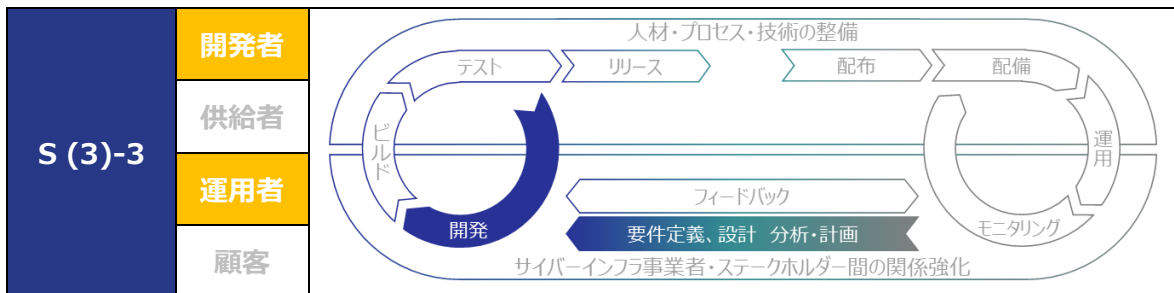 S (3)-3
開発者
供給者
運用者
顧客
人材・プロセス・技術の整備
テスト
リリース
配布
配備
ビルド
運用
フィードバック
開発
要件定義、設計 分析・計画
モニタリング
サイバーインフラ事業者・ステークホルダー間の関係強化